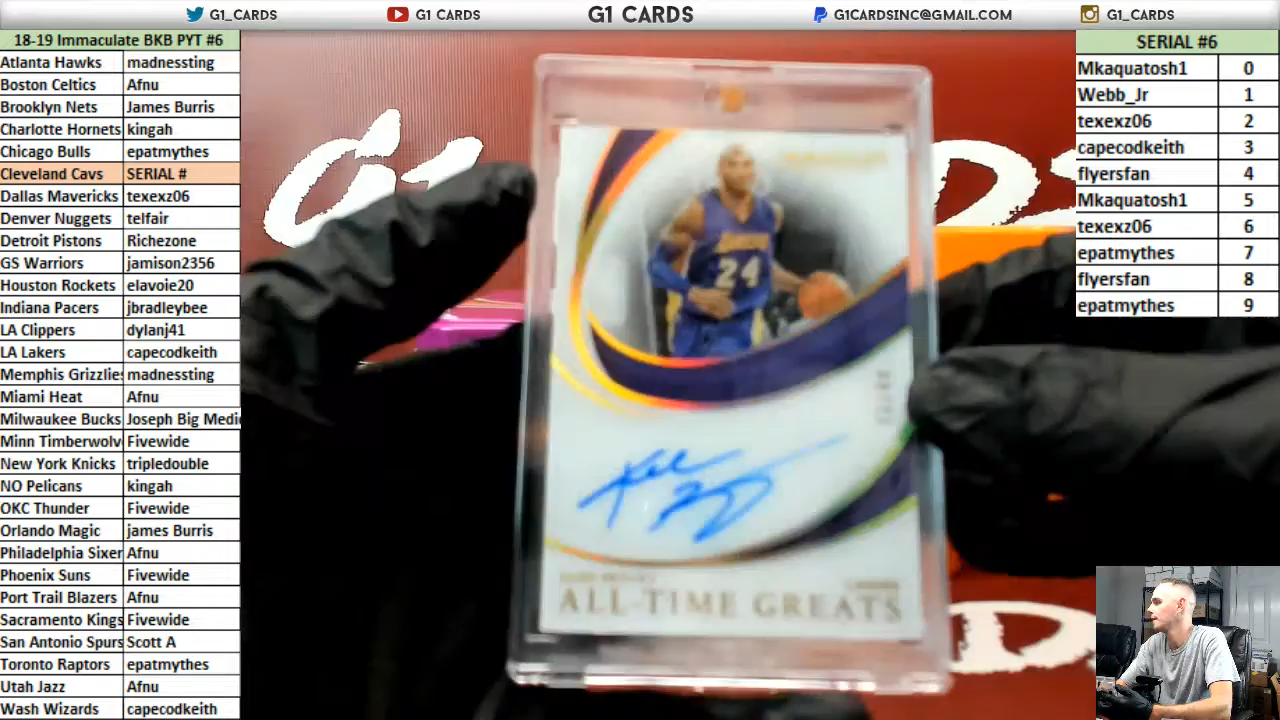 G1_CARDS
G1 CARDS
G1 CARDS
G1CARDSINC@GMAIL.COM
G1_CARDS
18-19 Immaculate BKB PYT #6
Atlanta Hawks madnessting
Boston Celtics Afnu
Brooklyn Nets James Burris
Charlotte Hornets kingah
Chicago Bulls epatmythes
Cleveland Cavs SERIAL #
Dallas Mavericks texexz06
Denver Nuggets telfair
Detroit Pistons Richezone
GS Warriors jamison2356
Houston Rockets elavoie20
Indiana Pacers jbradleybee
LA Clippers dylanj41
LA Lakers capecodkeith
Memphis Grizzlies madnessting
Miami Heat Afnu
Milwaukee Bucks Joseph Big Medi
Minn Timberwolv Fivewide
New York Knicks tripledouble
NO Pelicans kingah
OKC Thunder Fivewide
Orlando Magic james Burris
Philadelphia Sixer Afnu
Phoenix Suns Fivewide
Port Trail Blazers Afnu
Sacramento Kings Fivewide
San Antonio Spurs Scott A
Toronto Raptors epatmythes
Utah Jazz Afnu
Wash Wizards capecodkeith
SERIAL #6
Mkaquatosh1 0
Webb_Jr 1
texexz06 2
capecodkeith 3
flyersfan 4
Mkaquatosh1 5
texexz06 6
epatmythes 7
flyersfan 8
epatmythes 9
G1
24
ALL-TIME GREATS